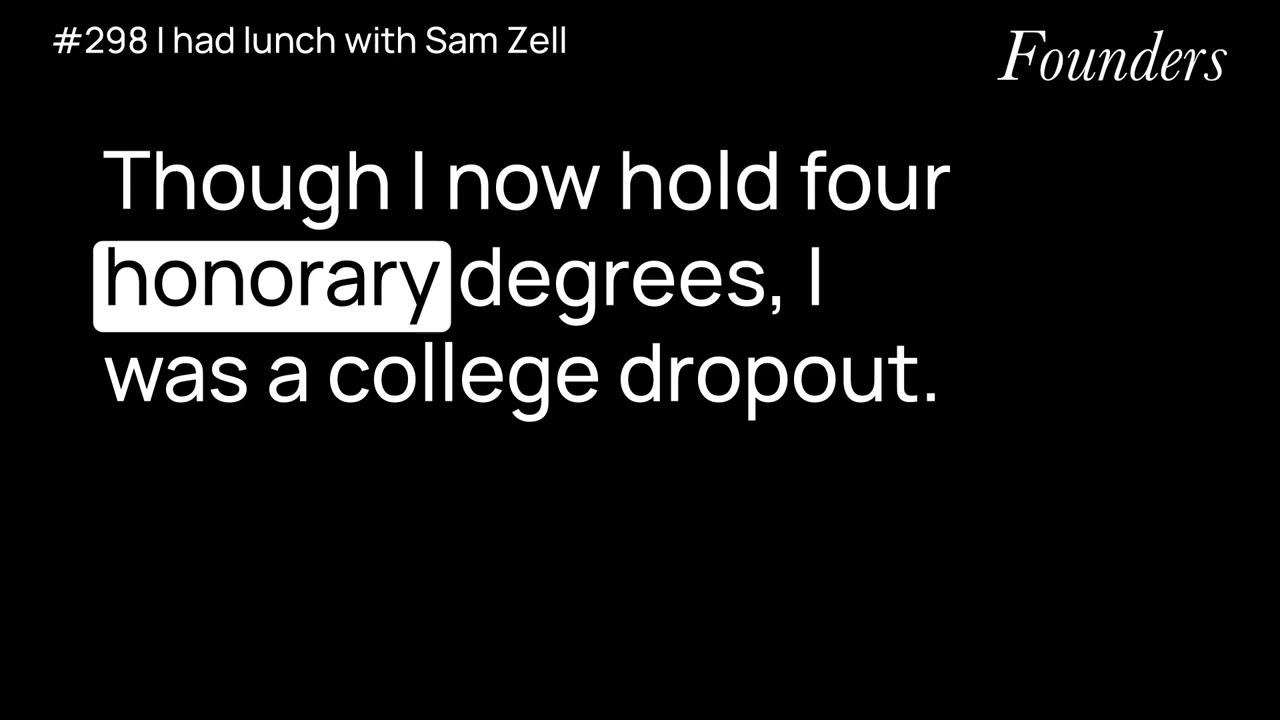 #298 I had lunch with Sam Zell
Founders
Though I now hold four
honorary degrees, I
was a college dropout.